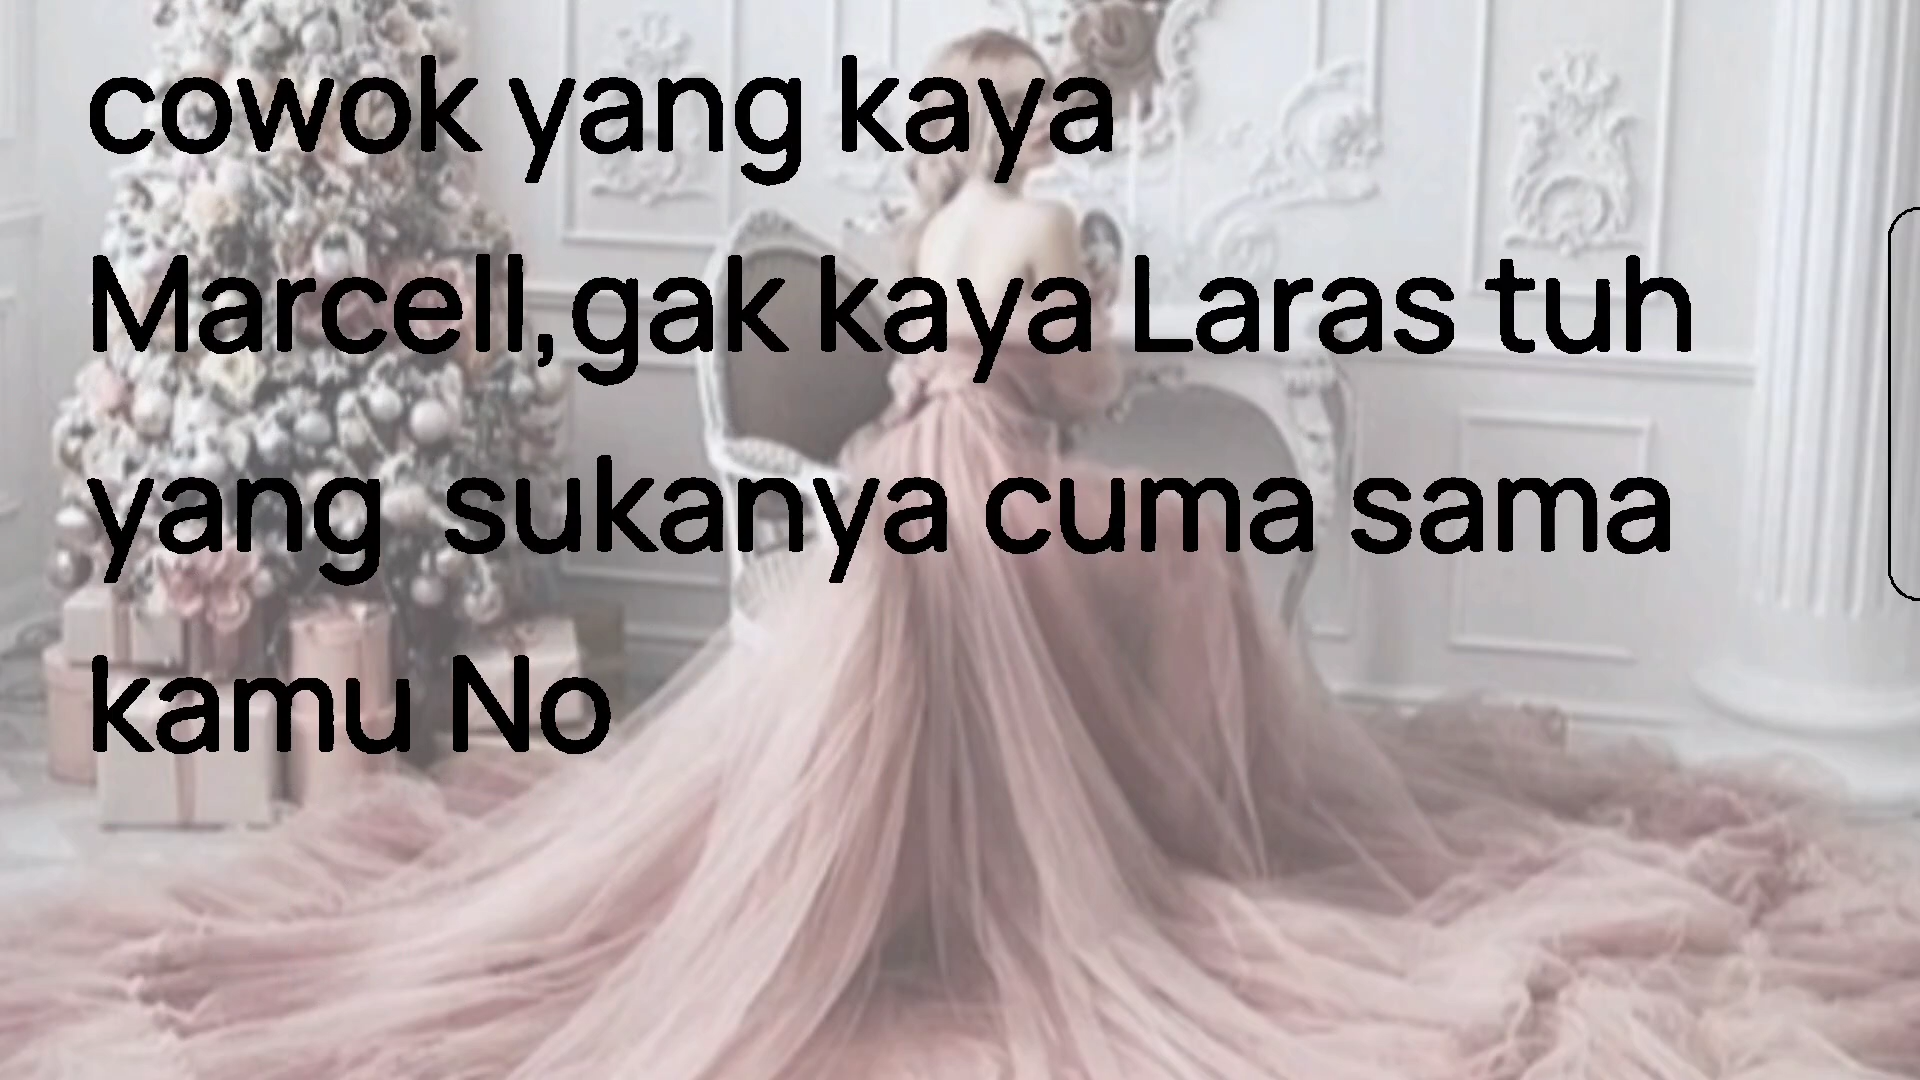 cowok yang kaya
Marcell,gak kaya Laras tuh
yang  sukanya cuma sama
kamu No